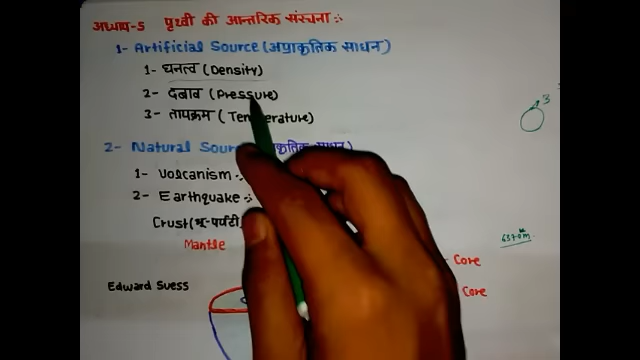 अध्याय-5 पृथ्वी की आन्तरिक संरचना :-
1- Artificial Source (अप्राकृतिक साधन)
1- घनत्व (Density)
2- दबाव (Pressure)
3- तापक्रम (Temperature)
2- Natural
1- Volcanism :-
2- Earthquake :-
Crust (भू-पर्पटी
Mantle
Core
Core
Edward Suess